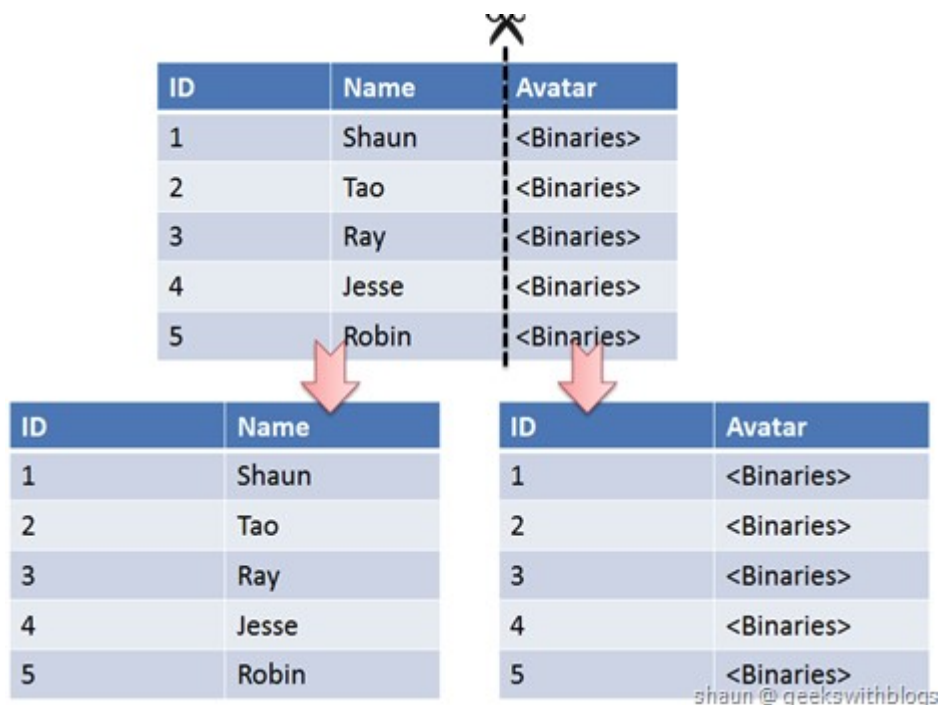 ID Name Avatar
1 Shaun <Binaries>
2 Tao <Binaries>
3 Ray <Binaries>
4 Jesse <Binaries>
5 Robin <Binaries>
ID Name
1 Shaun
2 Tao
3 Ray
4 Jesse
5 Robin
ID Avatar
1 <Binaries>
2 <Binaries>
3 <Binaries>
4 <Binaries>
5 <Binaries>
shaun @ geekswithblogs